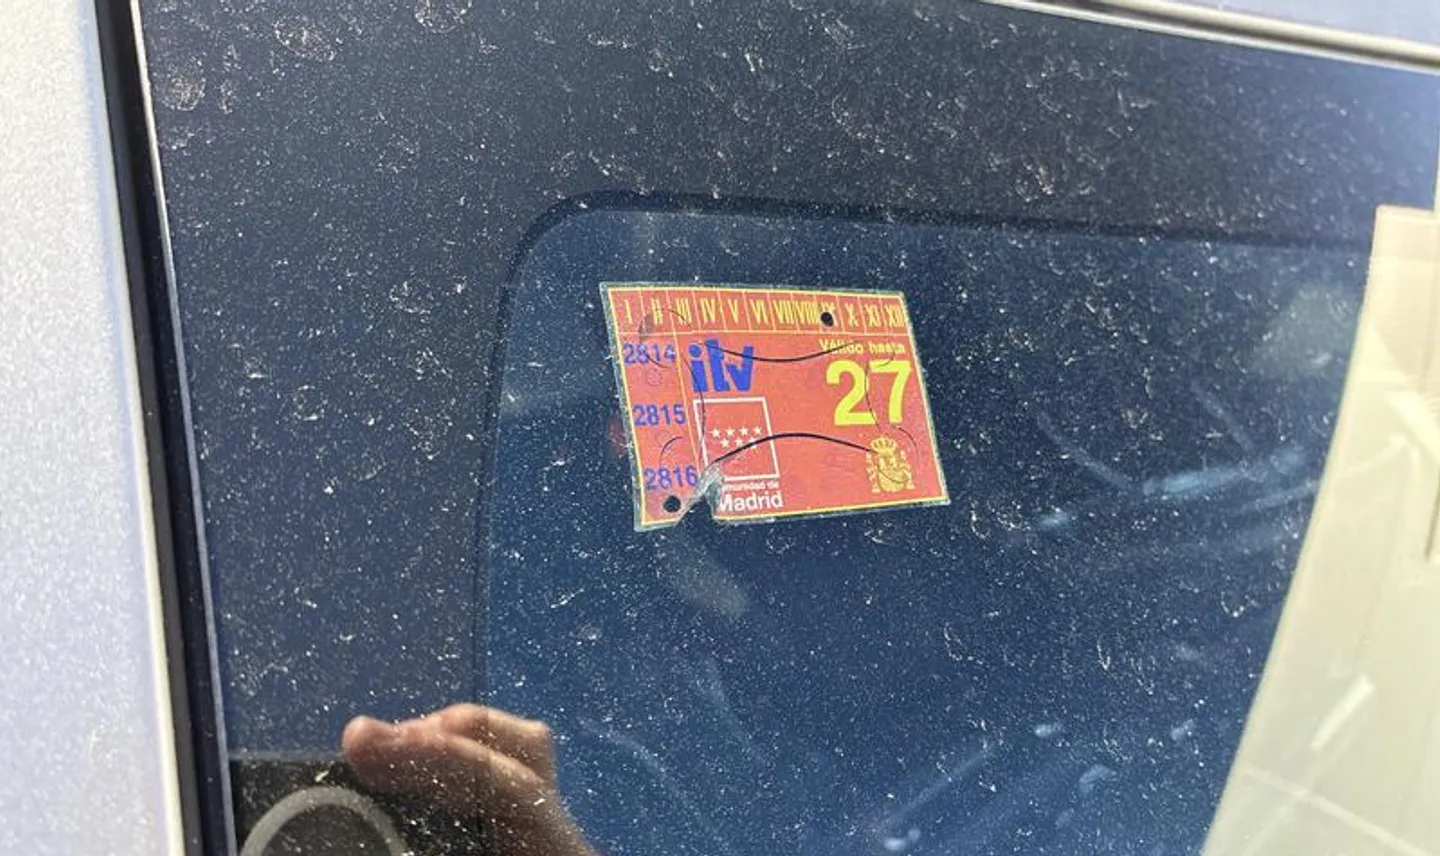 I II III IV V VI VII VIII IX X XI XII
2814
itv
Válido hasta
27
2815
2816
Madrid